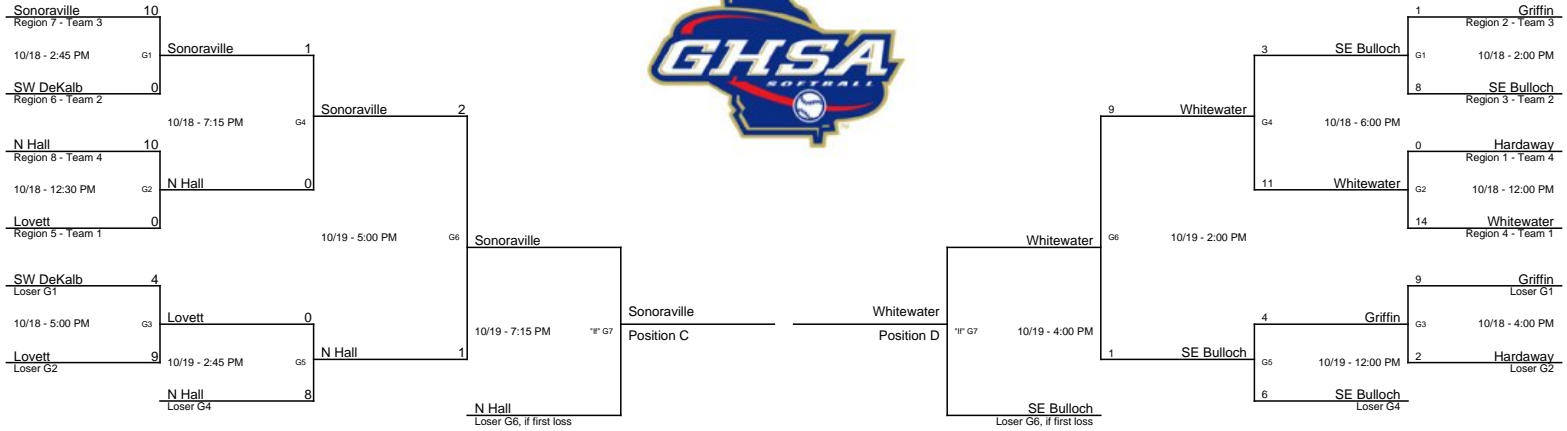 Sonoraville 10
Region 7 - Team 3
10/18 - 2:45 PM G1
SW DeKalb 0
Region 6 - Team 2
Sonoraville 1
10/18 - 7:15 PM G4
N Hall 10
Region 8 - Team 4
10/18 - 12:30 PM G2
Lovett 0
Region 5 - Team 1
N Hall 0
Sonoraville 2
10/19 - 5:00 PM G6
SW DeKalb 4
Loser G1
10/18 - 5:00 PM G3
Lovett 9
Loser G2
Lovett 0
10/19 - 2:45 PM G5
N Hall 8
Loser G4
N Hall 1
Sonoraville
10/19 - 7:15 PM "If" G7
N Hall
Loser G6, if first loss
Sonoraville
Position C
GHSA
SOFTBALL
1 Griffin
Region 2 - Team 3
G1 10/18 - 2:00 PM
8 SE Bulloch
Region 3 - Team 2
3 SE Bulloch
G4 10/18 - 6:00 PM
0 Hardaway
Region 1 - Team 4
G2 10/18 - 12:00 PM
14 Whitewater
Region 4 - Team 1
11 Whitewater
9 Whitewater
G6 10/19 - 2:00 PM
9 Griffin
Loser G1
G3 10/18 - 4:00 PM
2 Hardaway
Loser G2
4 Griffin
G5 10/19 - 12:00 PM
6 SE Bulloch
Loser G4
1 SE Bulloch
Whitewater
"If" G7 10/19 - 4:00 PM
SE Bulloch
Loser G6, if first loss
Whitewater
Position D